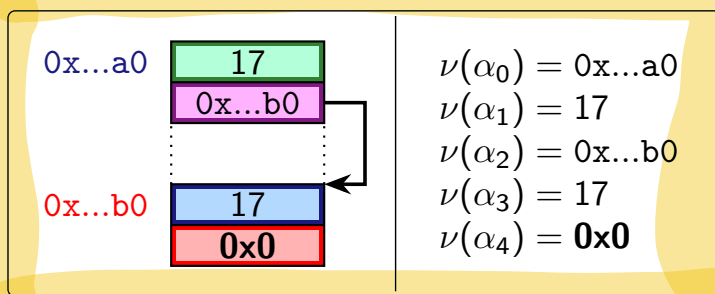 0x...a0 17
0x...b0
0x...b0 17
0x0
ν(α₀) = 0x...a0
ν(α₁) = 17
ν(α₂) = 0x...b0
ν(α₃) = 17
ν(α₄) = 0x0